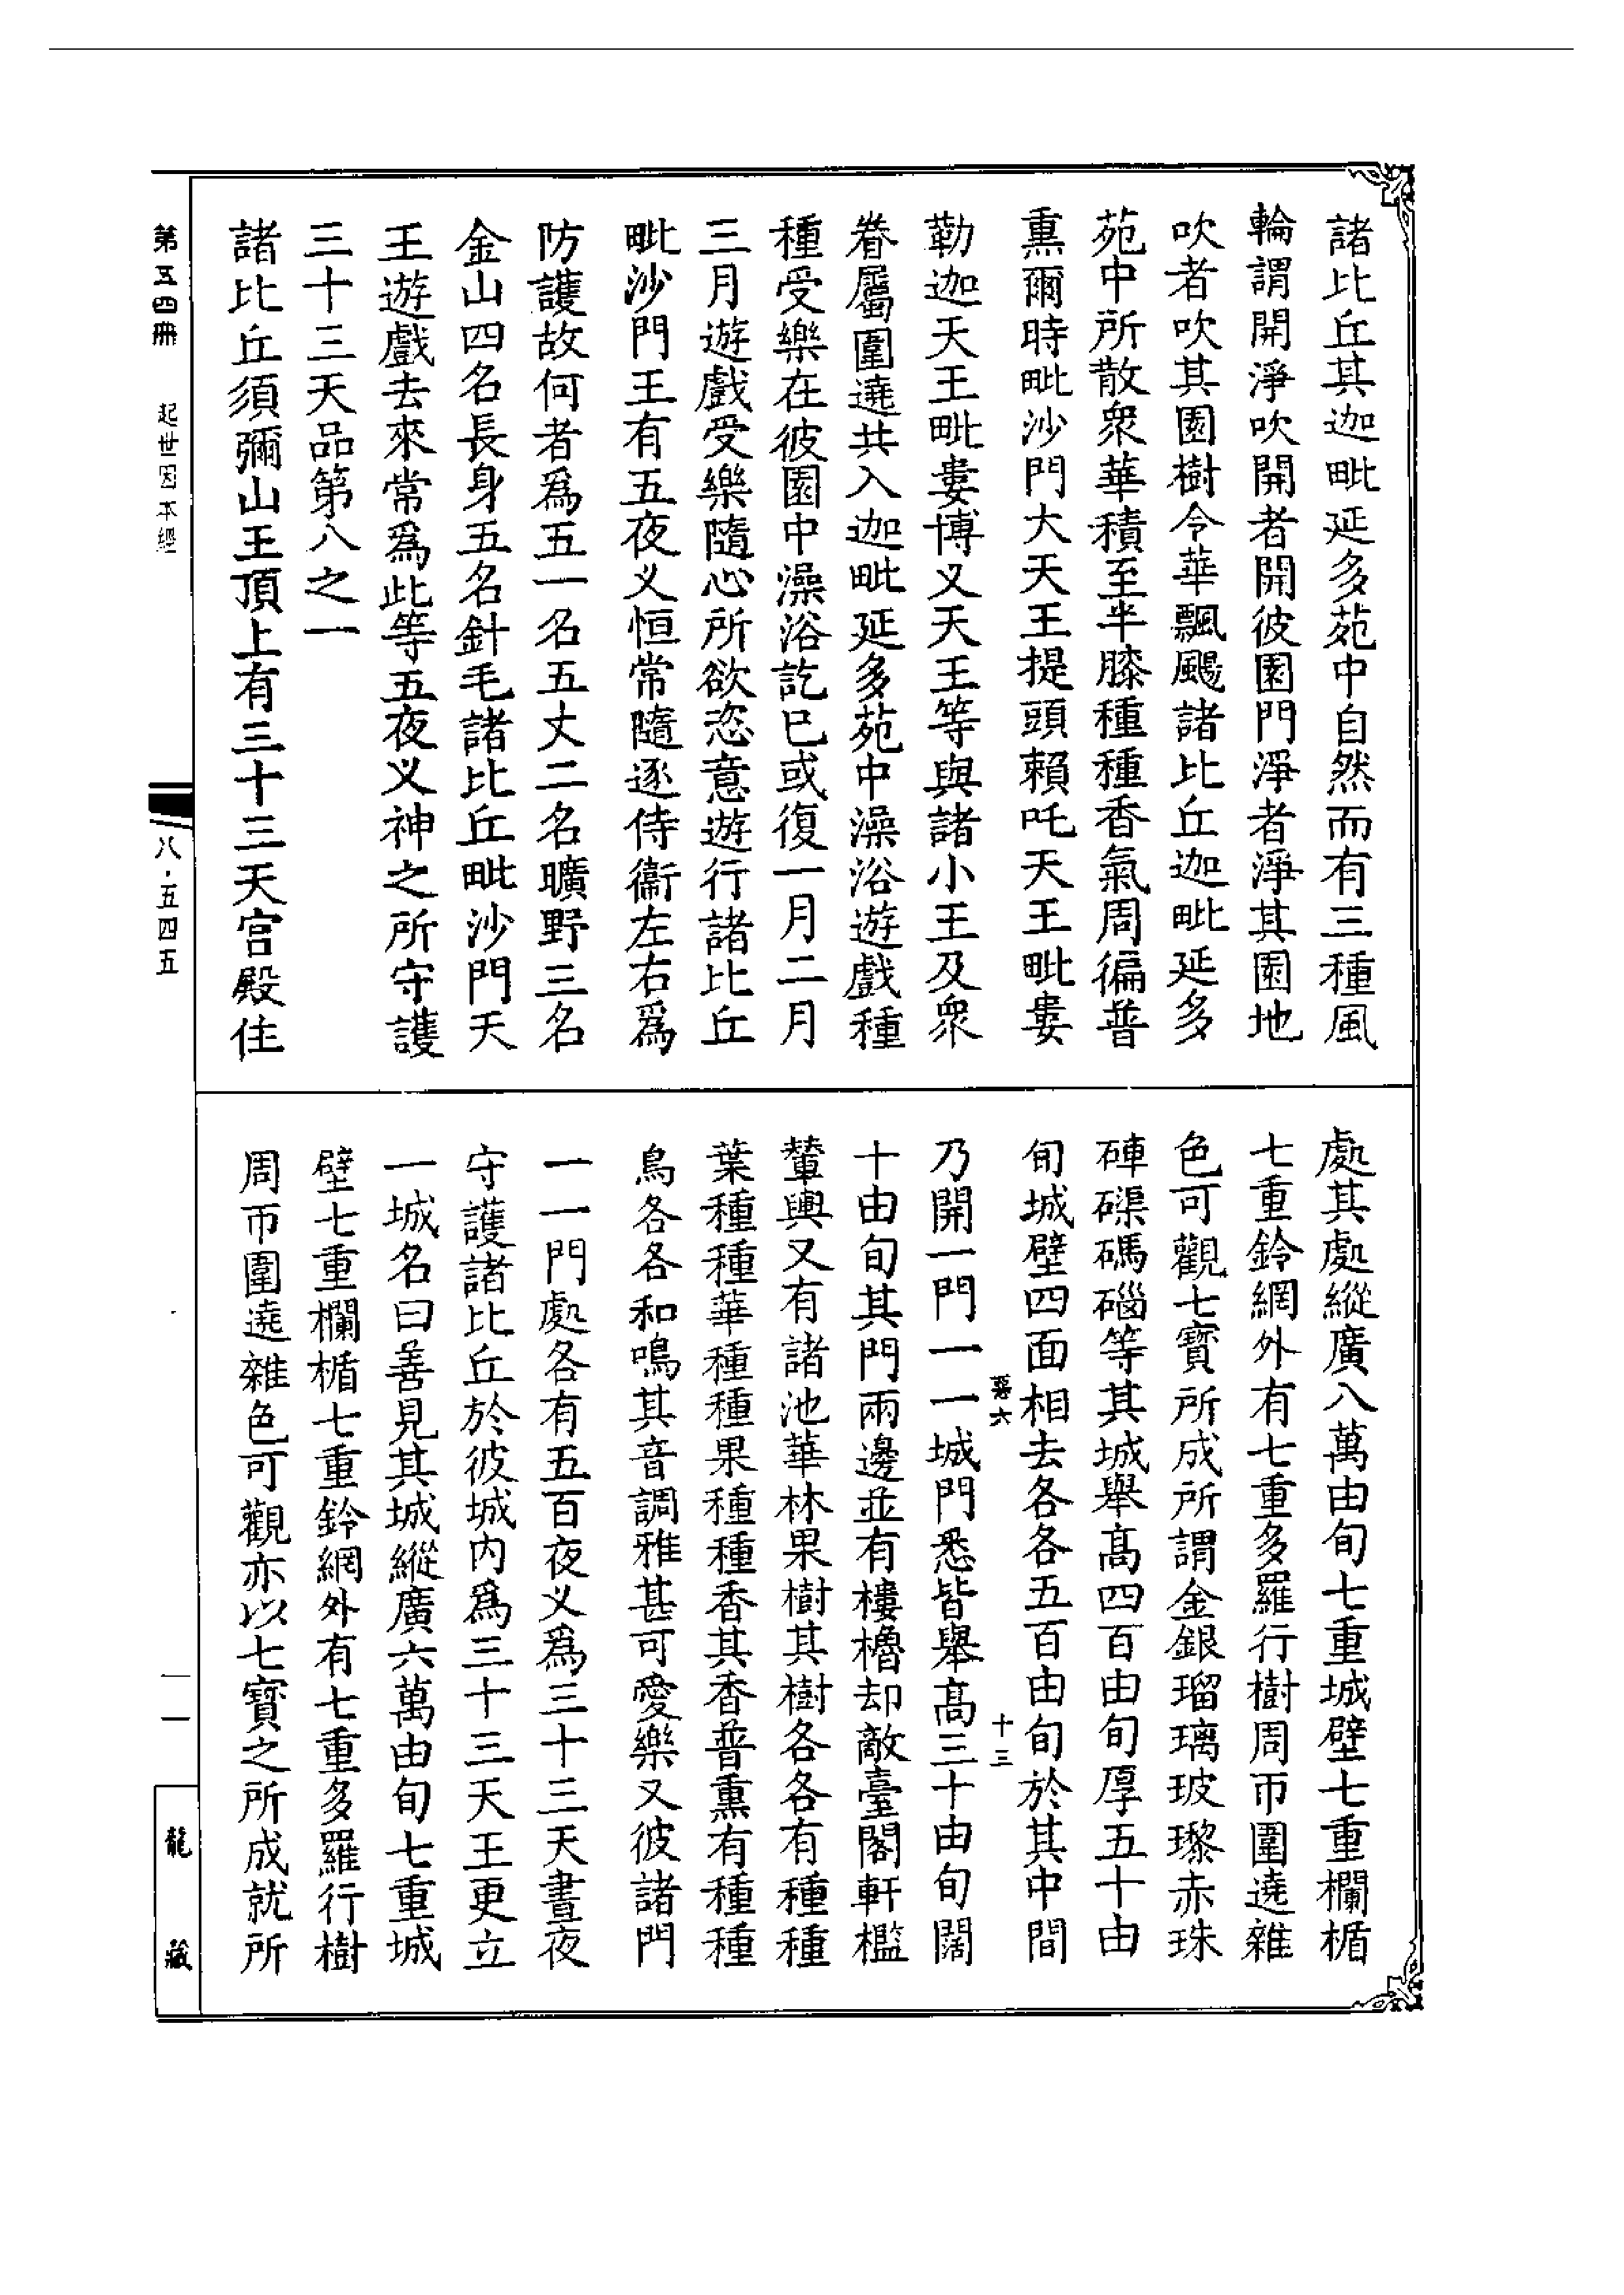 諸比丘其迦毗延多苑中自然而有三種風
輪謂開淨吹開者開彼園門淨者淨其園地
吹者吹其園樹令華飄颺諸比丘迦毗延多
苑中所散衆華積至半膝種種香氣周徧普
熏爾時毗沙門大天王提頭賴吒天王毗婁
勒迦天王毗婁博叉天王等與諸小王及眾
眷屬圍遶共入迦毗延多苑中澡浴遊戲種
種受樂在彼園中澡浴訖已或復一月二月
三月遊戲受樂隨心所欲恣意遊行諸比丘
毗沙門王有五夜叉恒常隨逐侍衞左右爲
防護故何者爲五一名五丈二名曠野三名
金山四名長身五名針毛諸比丘毗沙門天
王遊戲去來常爲此等五夜叉神之所守護
三十三天品第八之一
諸比丘須彌山王頂上有三十三天宮殿住
處其處縱廣八萬由旬七重城壁七重欄楯
七重鈴網外有七重多羅行樹周帀圍遶雜
色可觀七寶所成所謂金銀瑠璃玻瓈赤珠
硨磲碼碯等其城舉高四百由旬厚五十由
旬城壁四面相去各各五百由旬於其中間
乃開一門一一城門悉皆舉高三十由旬闊
十由旬其門兩邊並有樓櫓却敵臺閣軒檻
輦輿又有諸池華林果樹其樹各各有種種
葉種種華種種果種種香其香普熏有種種
鳥各各和鳴其音調雅甚可愛樂又彼諸門
一一門處各有五百夜叉爲三十三天晝夜
守護諸比丘於彼城內爲三十三天王更立
一城名曰善見其城縱廣六萬由旬七重城
壁七重欄楯七重鈴網外有七重多羅行樹
周帀圍遶雜色可觀亦以七寶之所成就所
六
十三
第五四冊
起世因本經
八·五四五
一一
龍藏